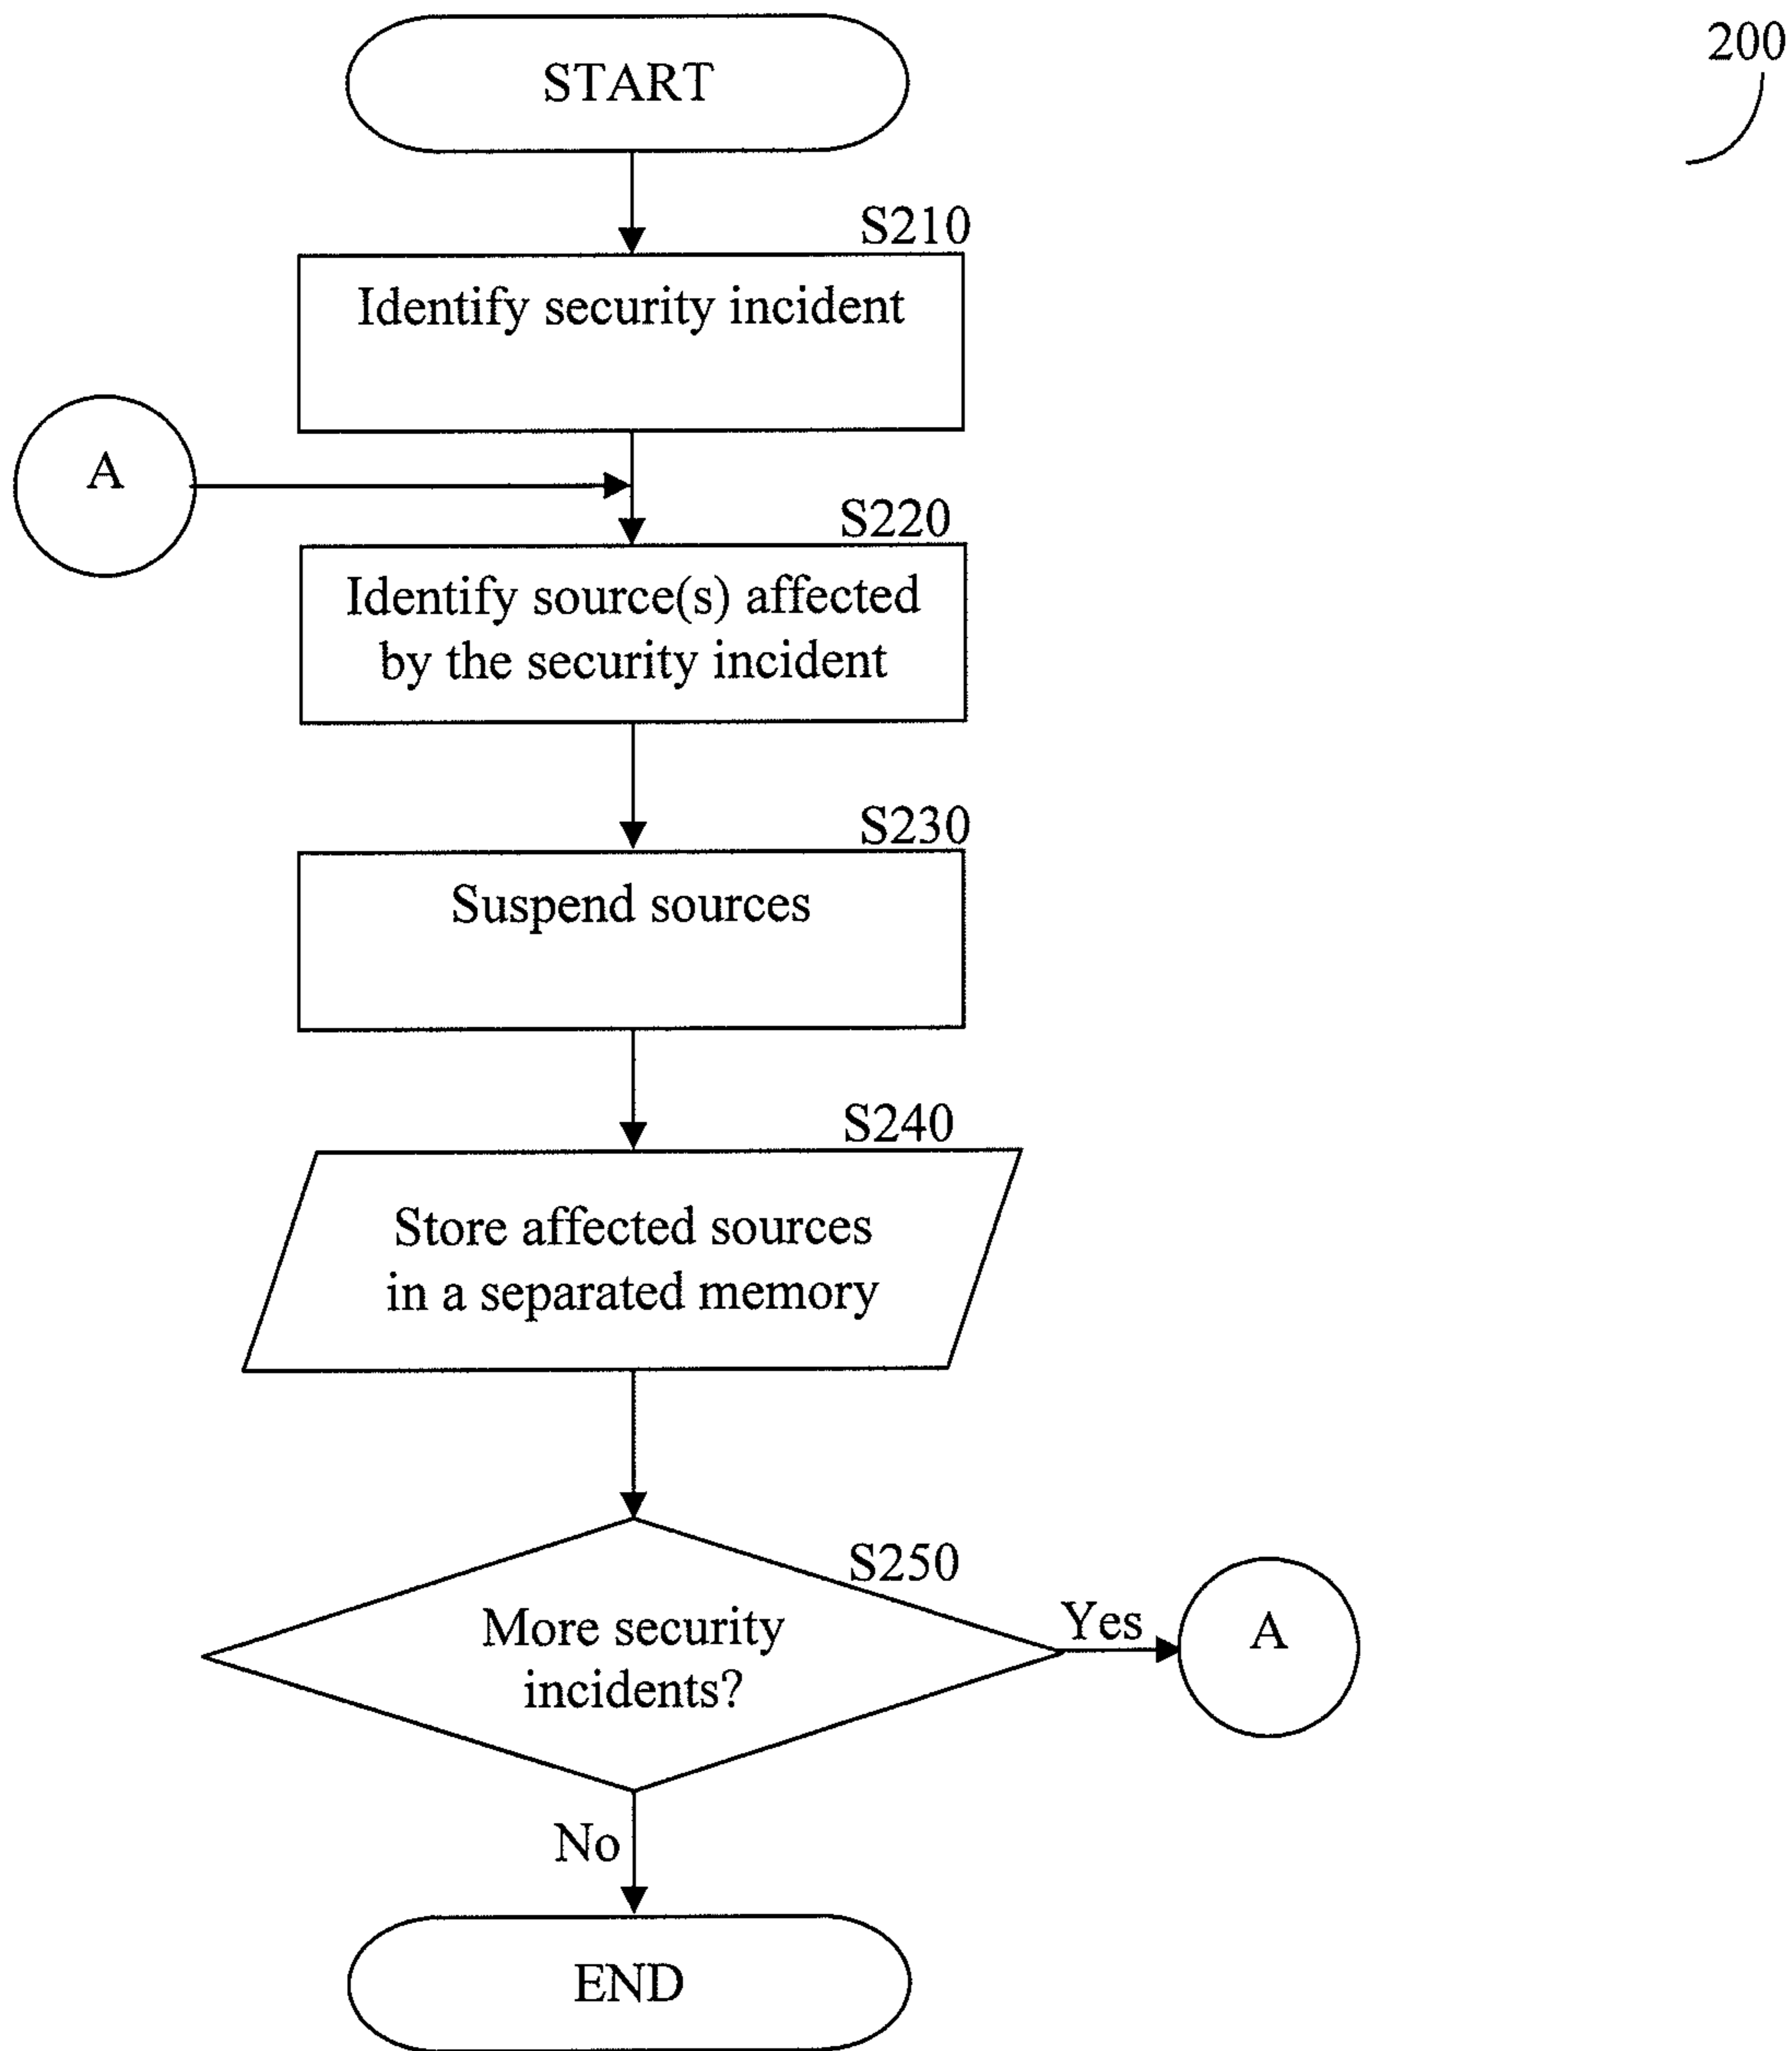 200
START
S210
Identify security incident
A
S220
Identify source(s) affected
by the security incident
S230
Suspend sources
S240
Store affected sources
in a separated memory
S250
More security
incidents?
Yes
A
No
END